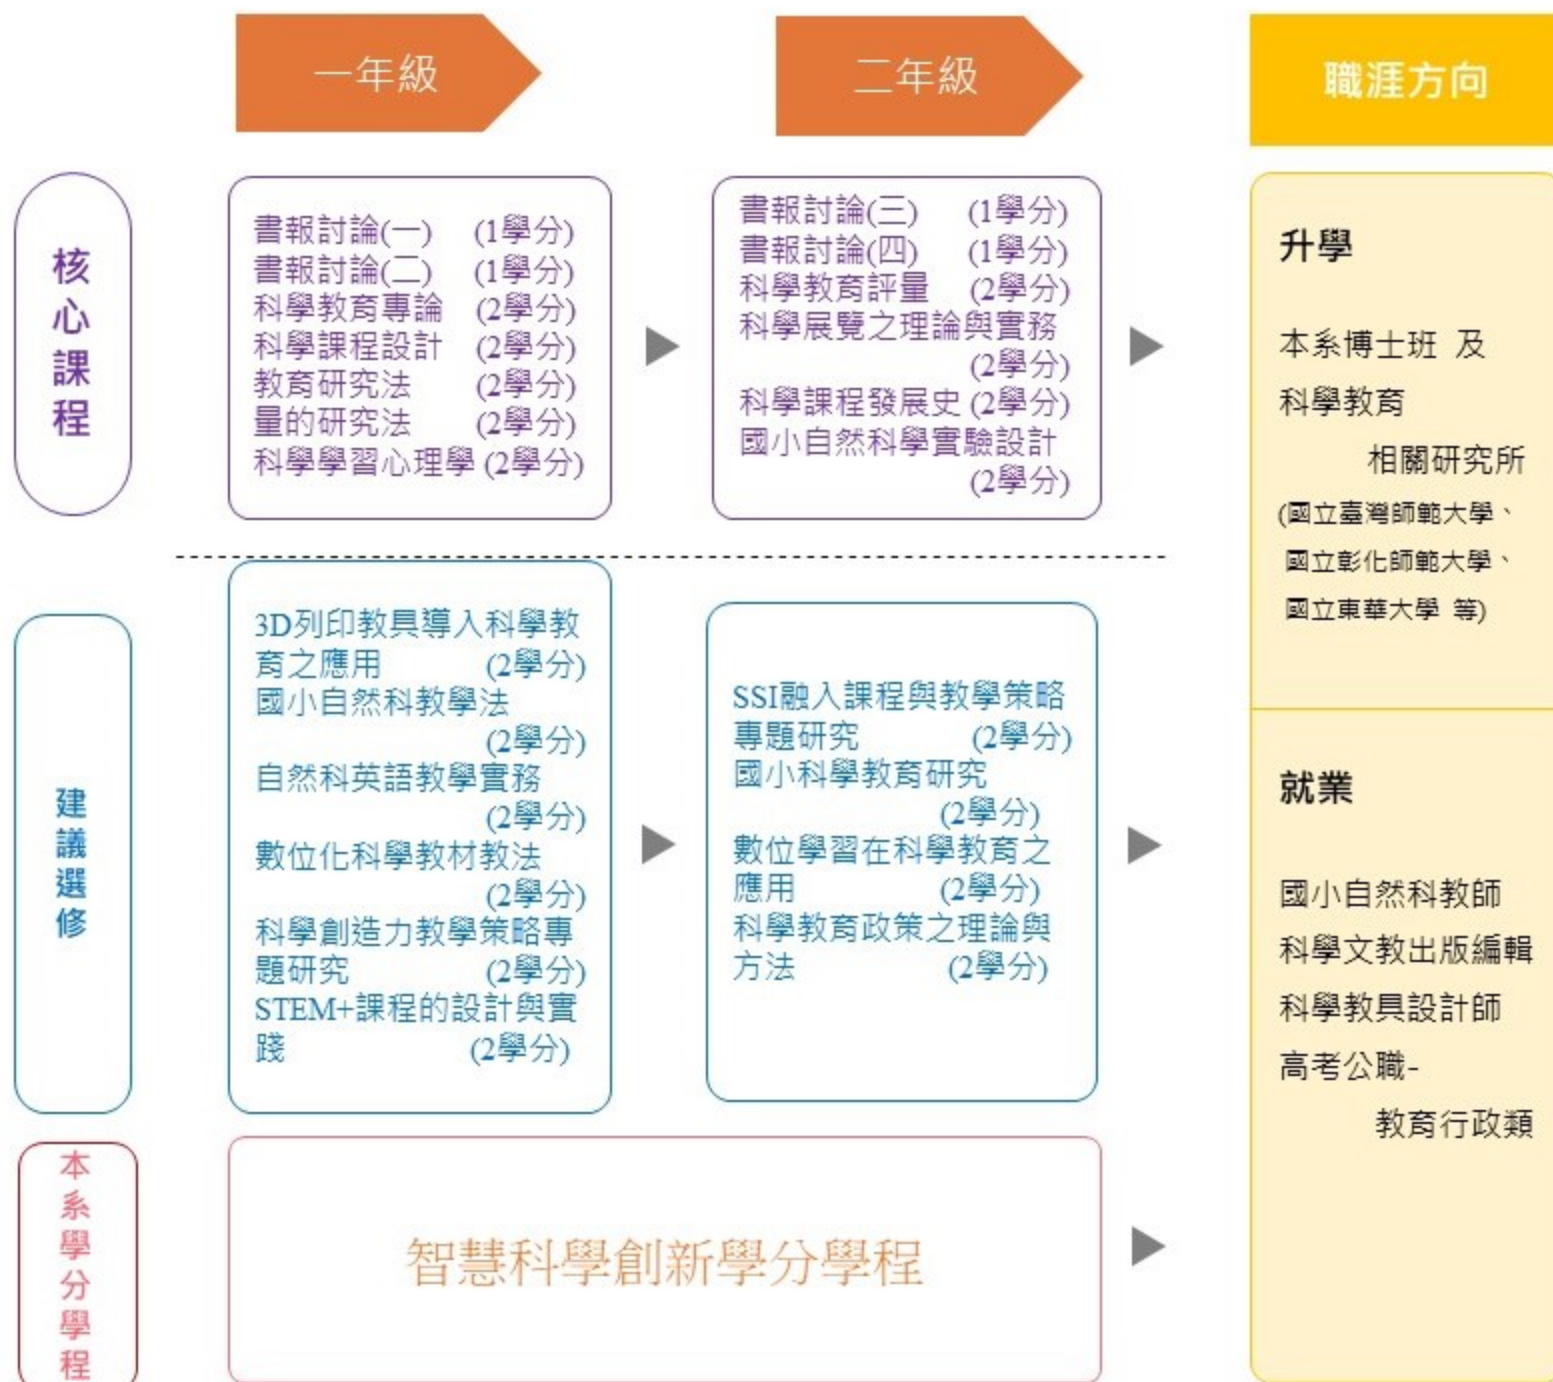 一年級
二年級
職涯方向
核心課程
書報討論(一) (1學分)
書報討論(二) (1學分)
科學教育專論 (2學分)
科學課程設計 (2學分)
教育研究法 (2學分)
量的研究法 (2學分)
科學學習心理學 (2學分)
書報討論(三) (1學分)
書報討論(四) (1學分)
科學教育評量 (2學分)
科學展覽之理論與實務
(2學分)
科學課程發展史 (2學分)
國小自然科學實驗設計
(2學分)
建議選修
3D列印教具導入科學教
育之應用 (2學分)
國小自然科教學法
(2學分)
自然科英語教學實務
(2學分)
數位化科學教材教法
(2學分)
科學創造力教學策略專
題研究 (2學分)
STEM+課程的設計與實
踐 (2學分)
SSI融入課程與教學策略
專題研究 (2學分)
國小科學教育研究
(2學分)
數位學習在科學教育之
應用 (2學分)
科學教育政策之理論與
方法 (2學分)
本系學分學程
智慧科學創新學分學程
升學
本系博士班 及
科學教育
相關研究所
(國立臺灣師範大學、
國立彰化師範大學、
國立東華大學 等)
就業
國小自然科教師
科學文教出版編輯
科學教具設計師
高考公職-
教育行政類